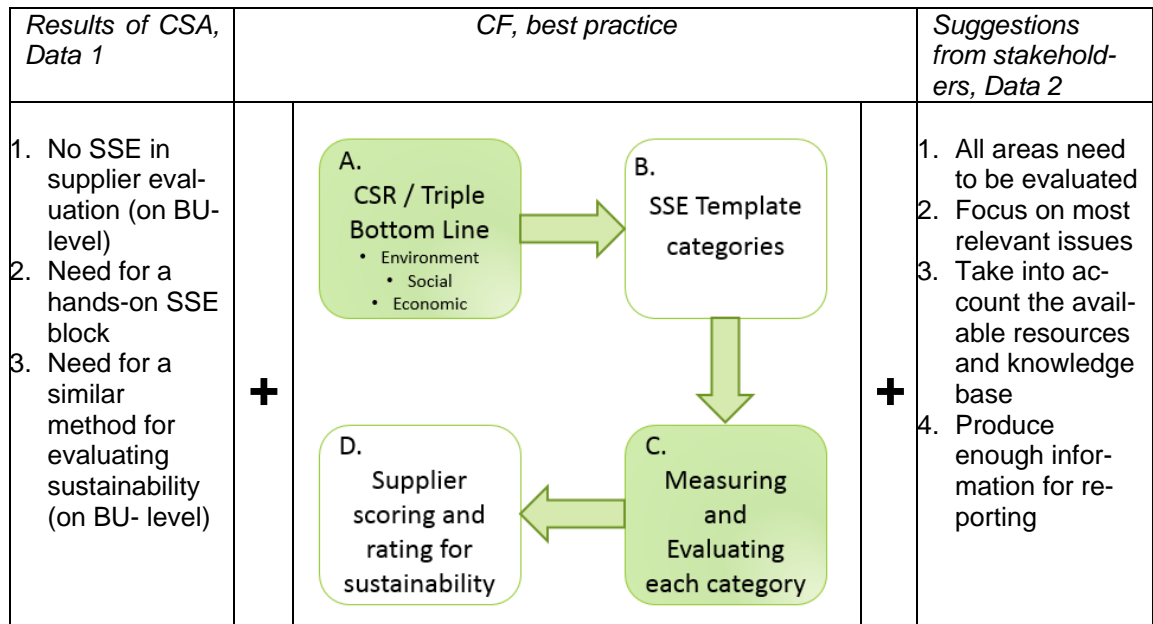 Results of CSA,
Data 1
CF, best practice
Suggestions
from stakehold-
ers, Data 2
1. No SSE in
supplier eval-
uation (on BU-
level)
2. Need for a
hands-on SSE
block
3. Need for a
similar
method for
evaluating
sustainability
(on BU- level)
+
A.
CSR / Triple
Bottom Line
• Environment
• Social
• Economic
B.
SSE Template
categories
C.
Measuring
and
Evaluating
each category
D.
Supplier
scoring and
rating for
sustainability
+
1. All areas need
to be evaluated
2. Focus on most
relevant issues
3. Take into ac-
count the avail-
able resources
and knowledge
base
4. Produce
enough infor-
mation for re-
porting